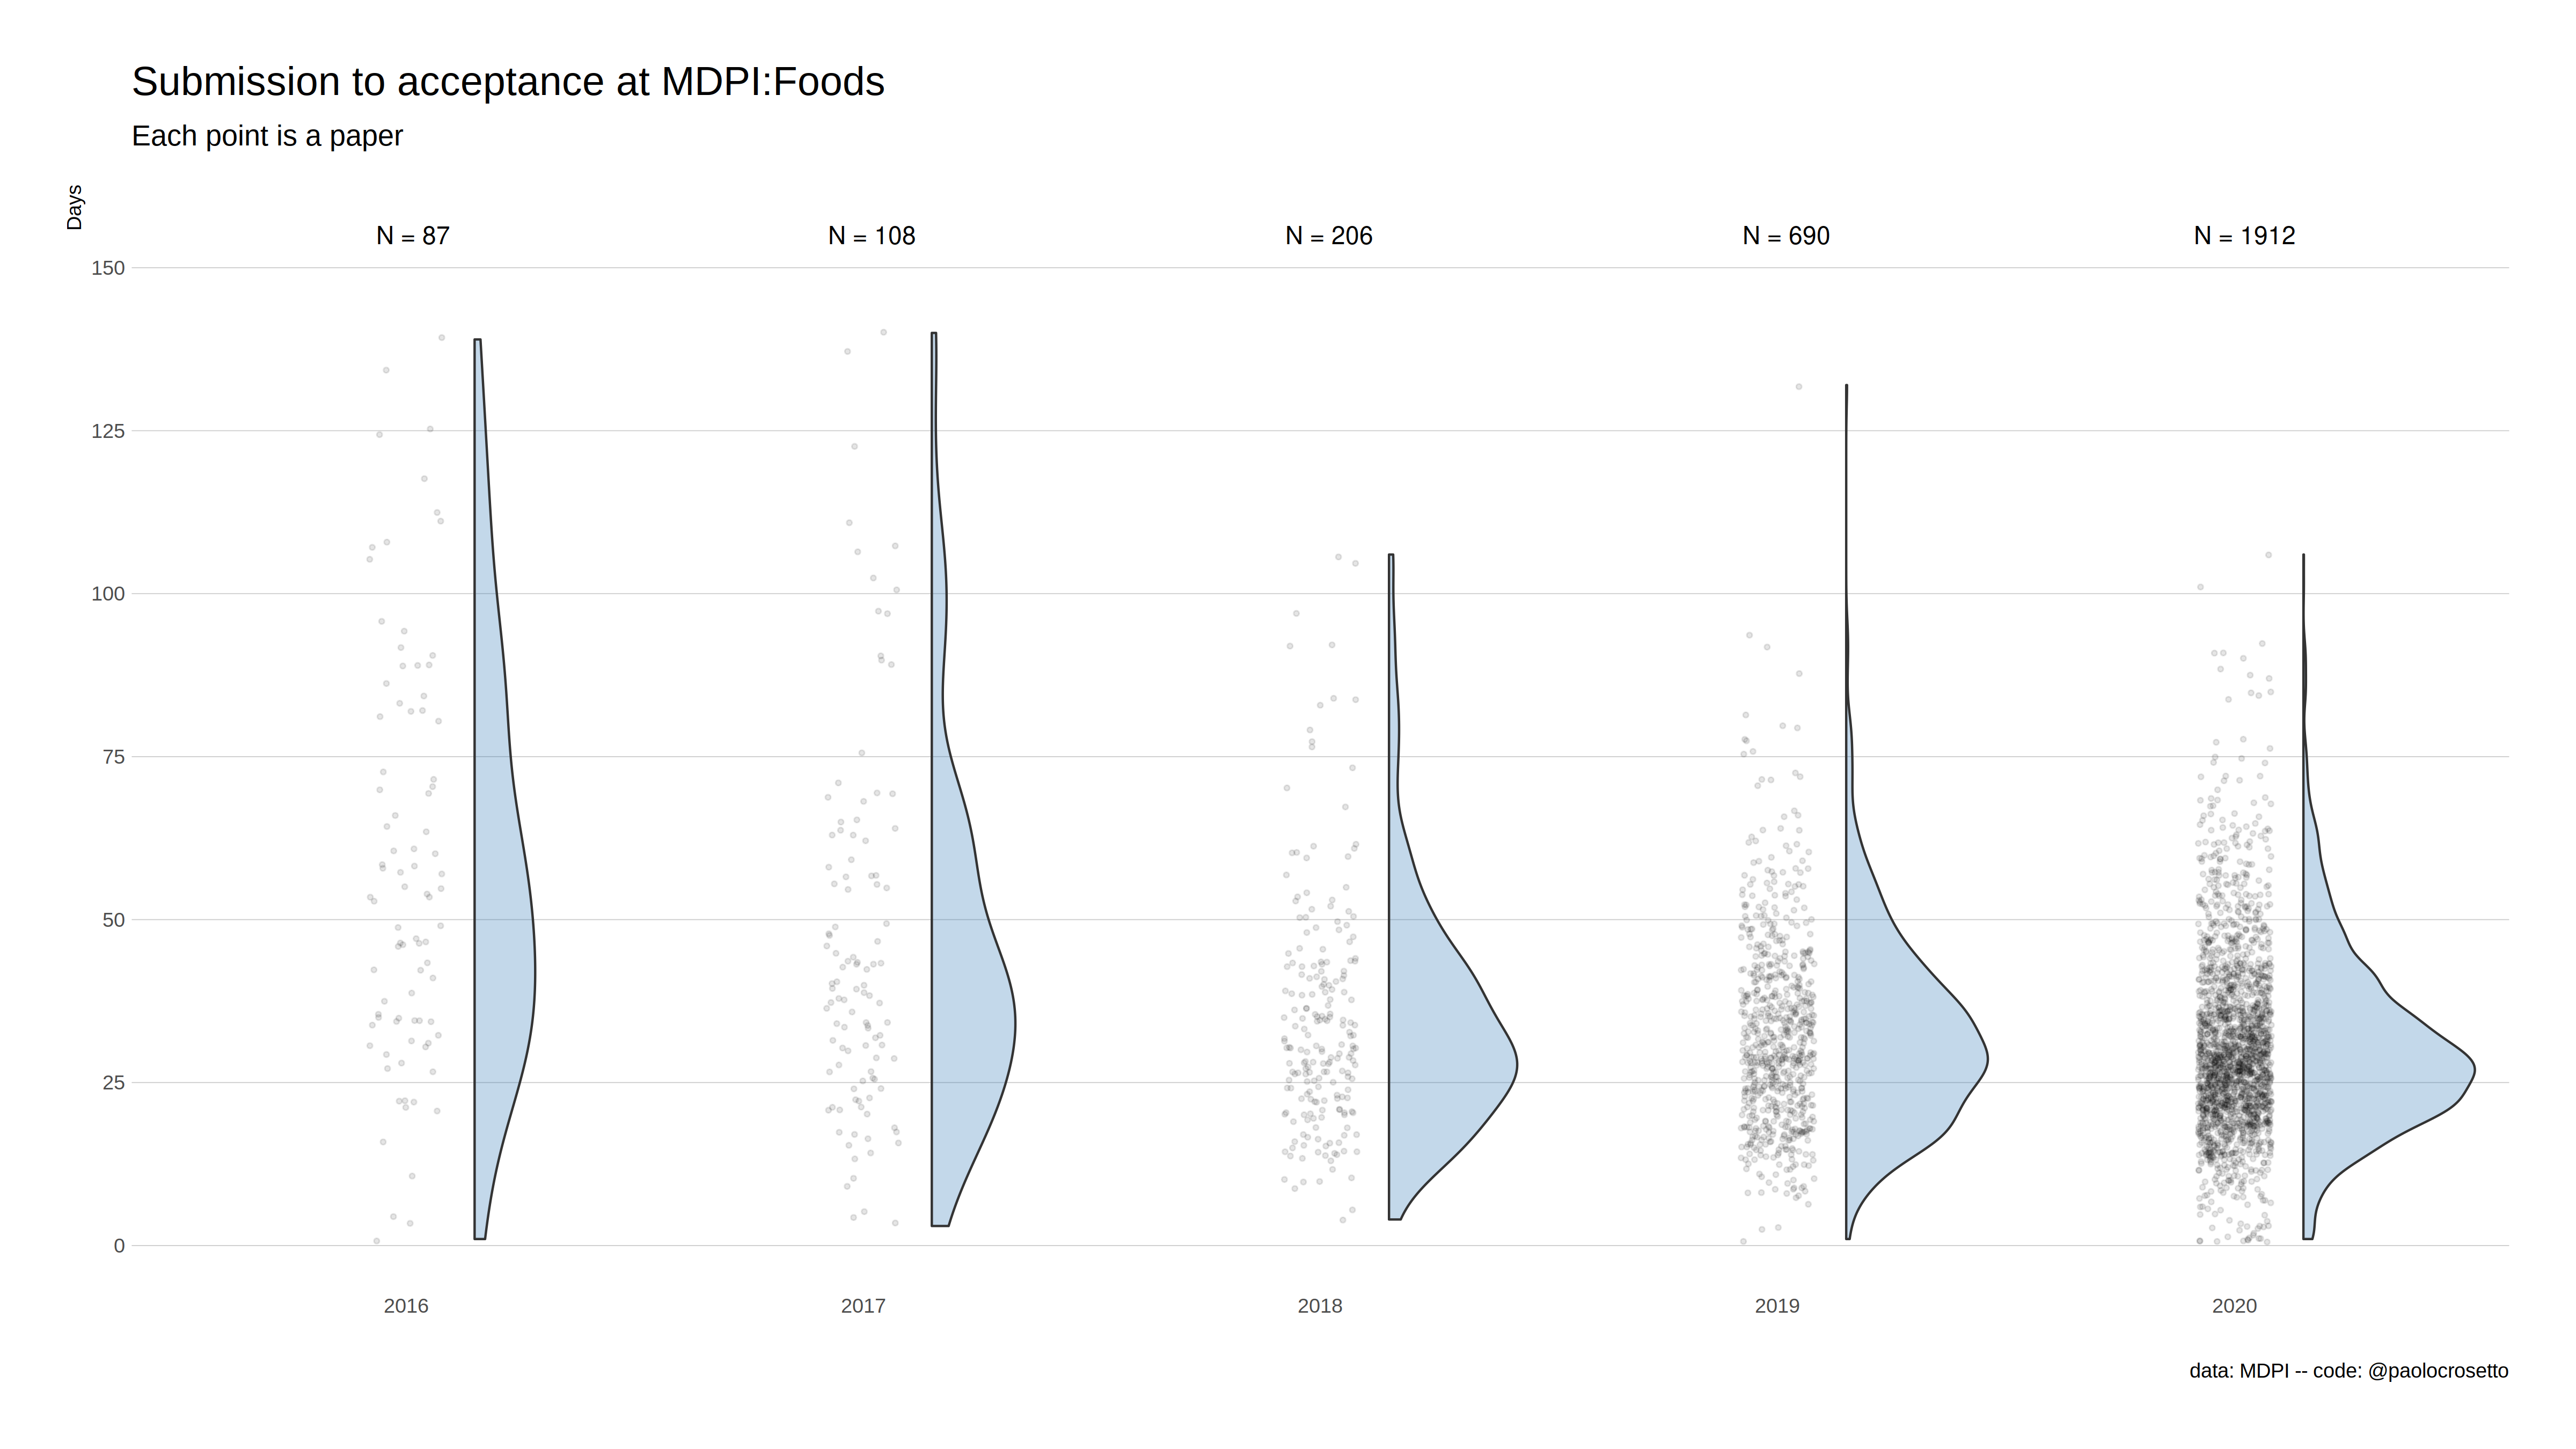 Submission to acceptance at MDPI:Foods
Each point is a paper
Days
N = 87 N = 108 N = 206 N = 690 N = 1912
150
125
100
75
50
25
0
2016 2017 2018 2019 2020
data: MDPI -- code: @paolocrosetto